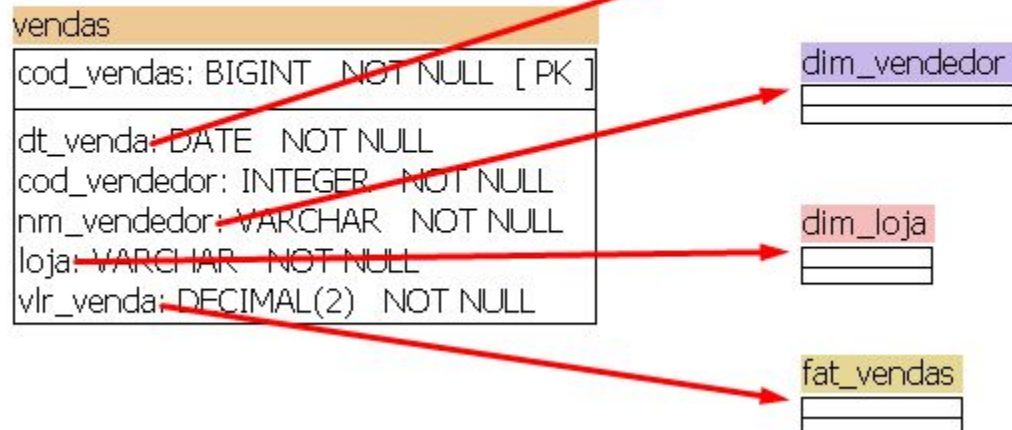 vendas
cod_vendas: BIGINT NOT NULL [ PK ]
dt_venda: DATE NOT NULL
cod_vendedor: INTEGER NOT NULL
nm_vendedor: VARCHAR NOT NULL
loja: VARCHAR NOT NULL
vlr_venda: DECIMAL(2) NOT NULL
dim_vendedor
dim_loja
fat_vendas